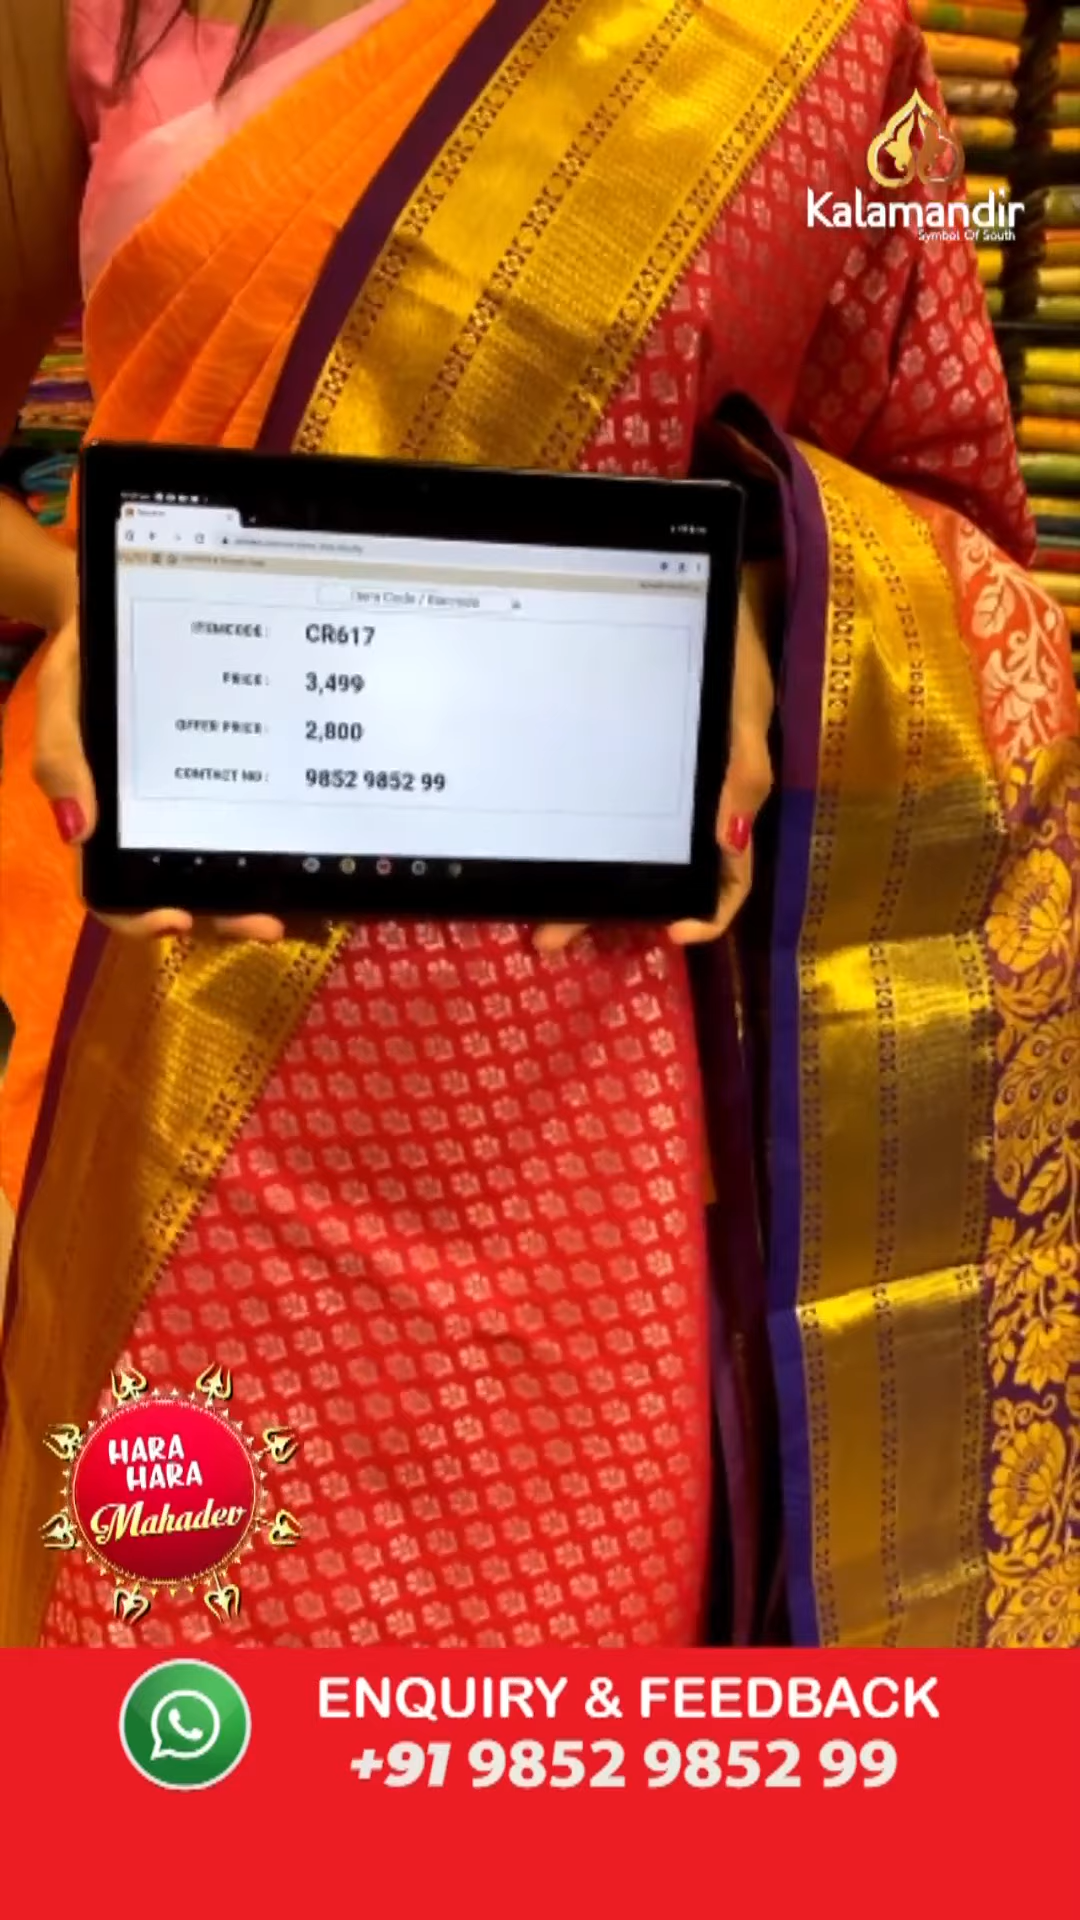 Kalamandir
Symbol Of South
ITEMCODE: CR617
PRICE: 3,499
OFFER PRICE: 2,800
CONTACT NO: 9852 9852 99
HARA
HARA
Mahadev
ENQUIRY & FEEDBACK
+91 9852 9852 99